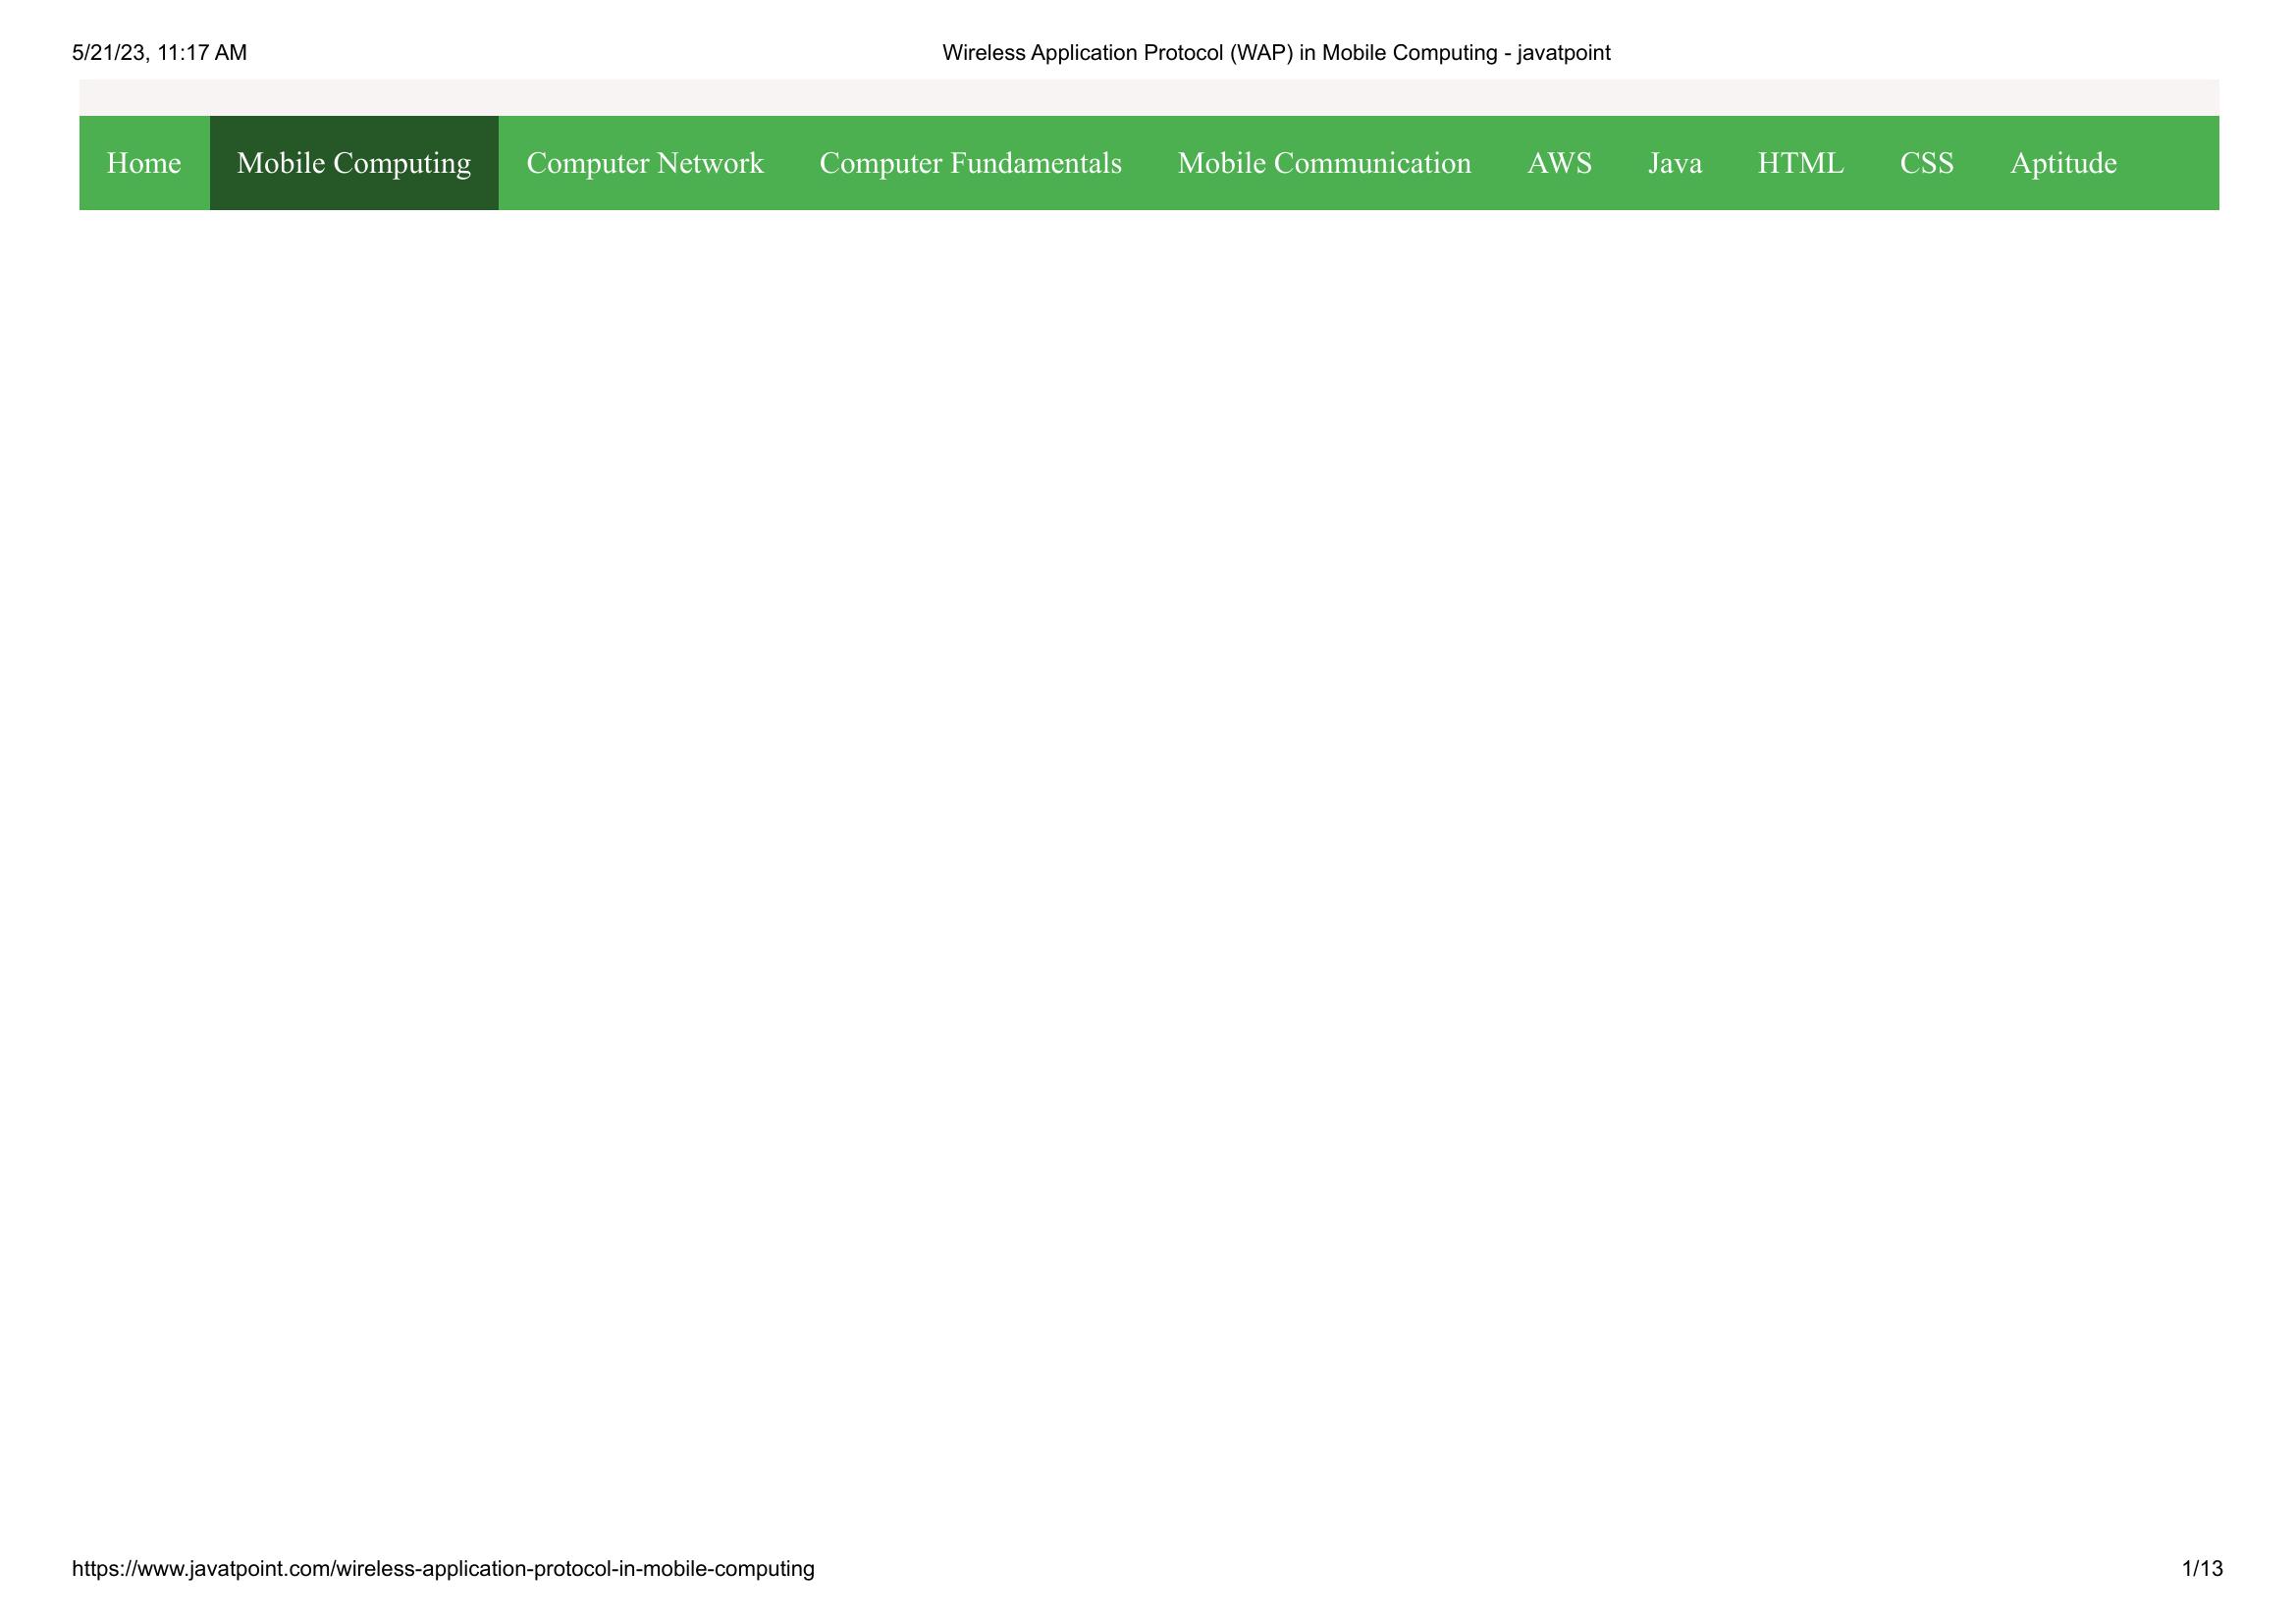 5/21/23, 11:17 AM Wireless Application Protocol (WAP) in Mobile Computing - javatpoint
Home Mobile Computing Computer Network Computer Fundamentals Mobile Communication AWS Java HTML CSS Aptitude
https://www.javatpoint.com/wireless-application-protocol-in-mobile-computing 1/13